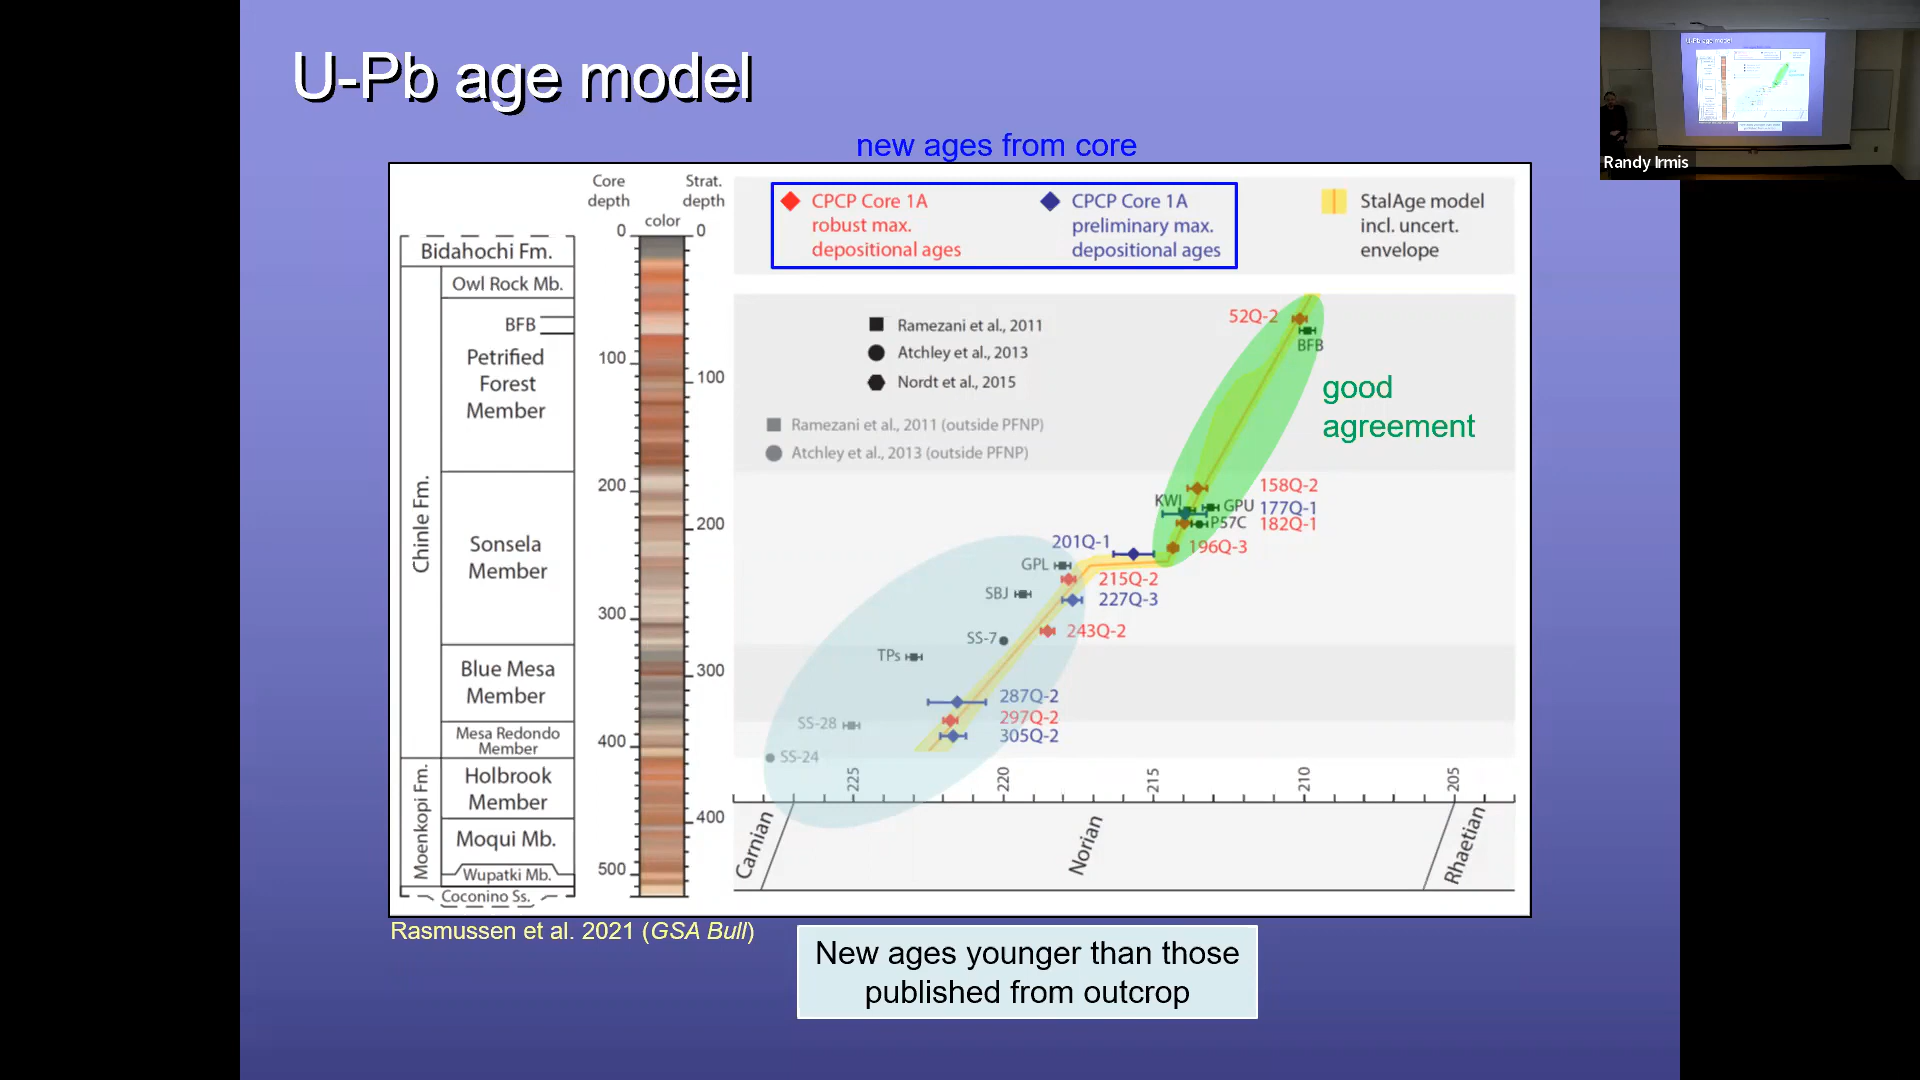 U-Pb age model
new ages from core
Core
depth
Strat.
depth
color
CPCP Core 1A
robust max.
depositional ages
CPCP Core 1A
preliminary max.
depositional ages
StalAge model
incl. uncert.
envelope
Bidahochi Fm.
Owl Rock Mb.
BFB
Petrified
Forest
Member
Chinle Fm.
Sonsela
Member
Blue Mesa
Member
Mesa Redondo
Member
Moenkopi Fm.
Holbrook
Member
Moqui Mb.
Wupatki Mb.
Coconino Ss.
0
100
200
300
400
500
0
100
200
300
400
Ramezani et al., 2011
Atchley et al., 2013
Nordt et al., 2015
Ramezani et al., 2011 (outside PFNP)
Atchley et al., 2013 (outside PFNP)
52Q-2
BFB
good
agreement
158Q-2
KWI
GPU
177Q-1
P57C
182Q-1
196Q-3
201Q-1
GPL
215Q-2
SBJ
227Q-3
243Q-2
SS-7
TPs
287Q-2
297Q-2
305Q-2
SS-28
SS-24
225
220
215
210
205
Carnian
Norian
Rhaetian
Rasmussen et al. 2021 (GSA Bull)
New ages younger than those
published from outcrop
U-Pb age model
Randy Irmis